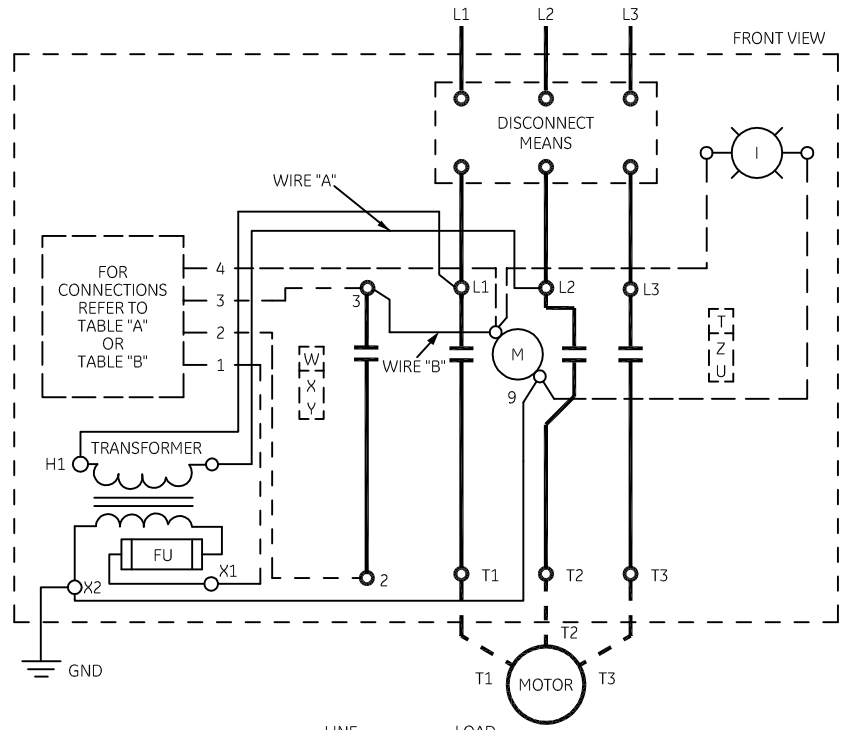 L1
L2
L3
FRONT VIEW
DISCONNECT
MEANS
I
WIRE "A"
FOR
CONNECTIONS
REFER TO
TABLE "A"
OR
TABLE "B"
4
3
2
1
3
L1
L2
L3
WIRE "B"
M
9
W
X
Y
T
Z
U
H1
TRANSFORMER
FU
X1
X2
2
T1
T2
T3
GND
T2
T1
MOTOR
T3
LINE
LOAD